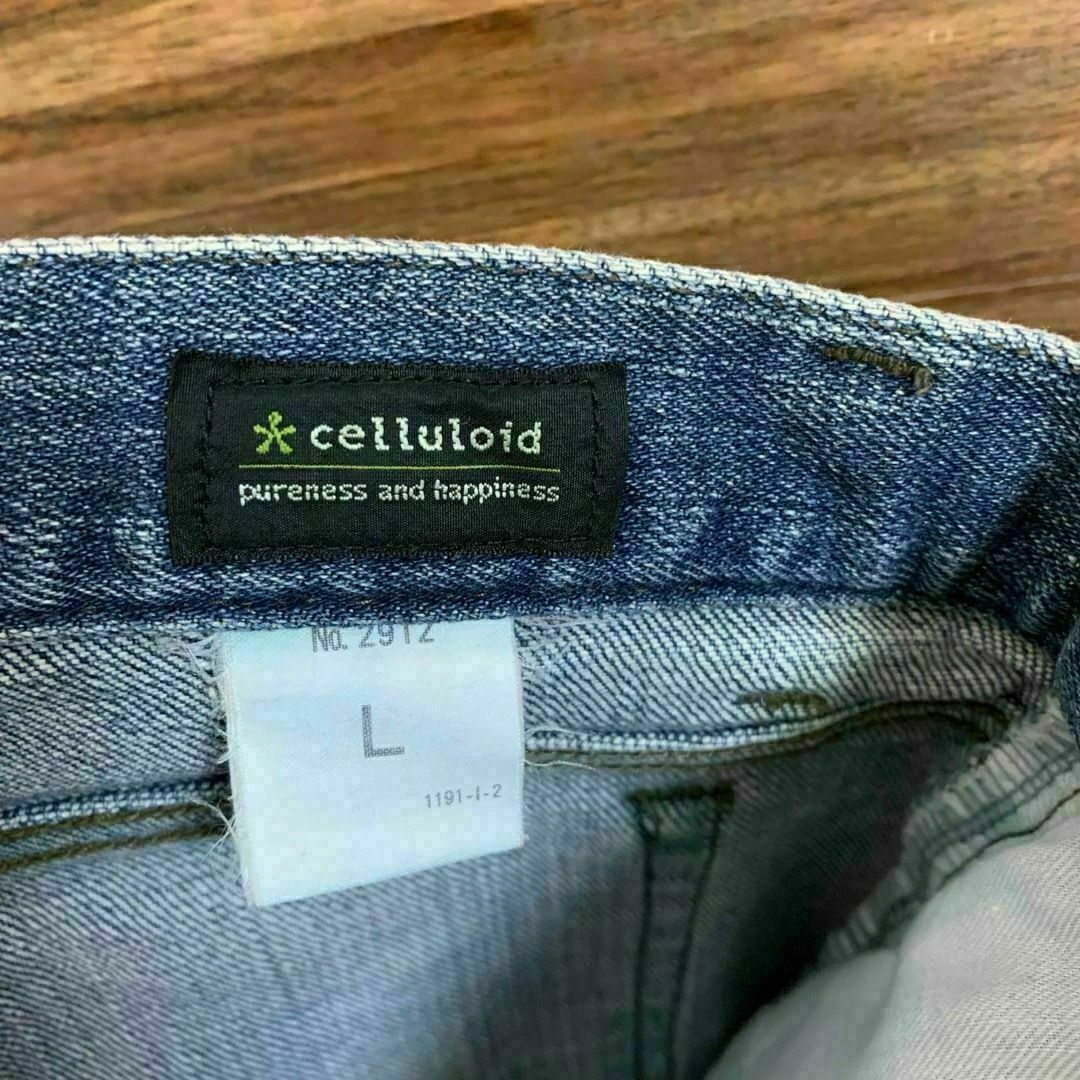 celluloid
pureness and happiness
No. 2912
L
1191-I-2